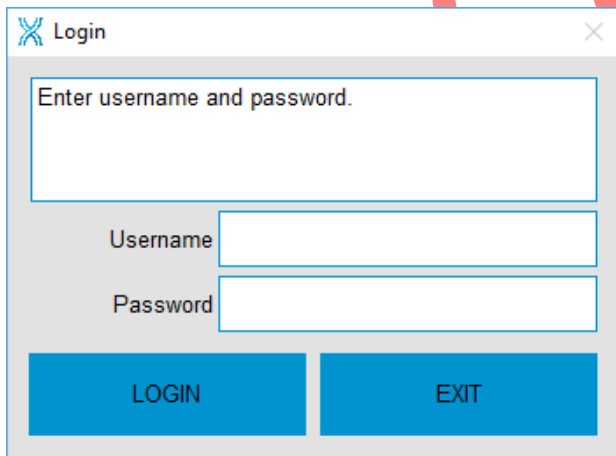 Login
Enter username and password.
Username
Password
LOGIN
EXIT